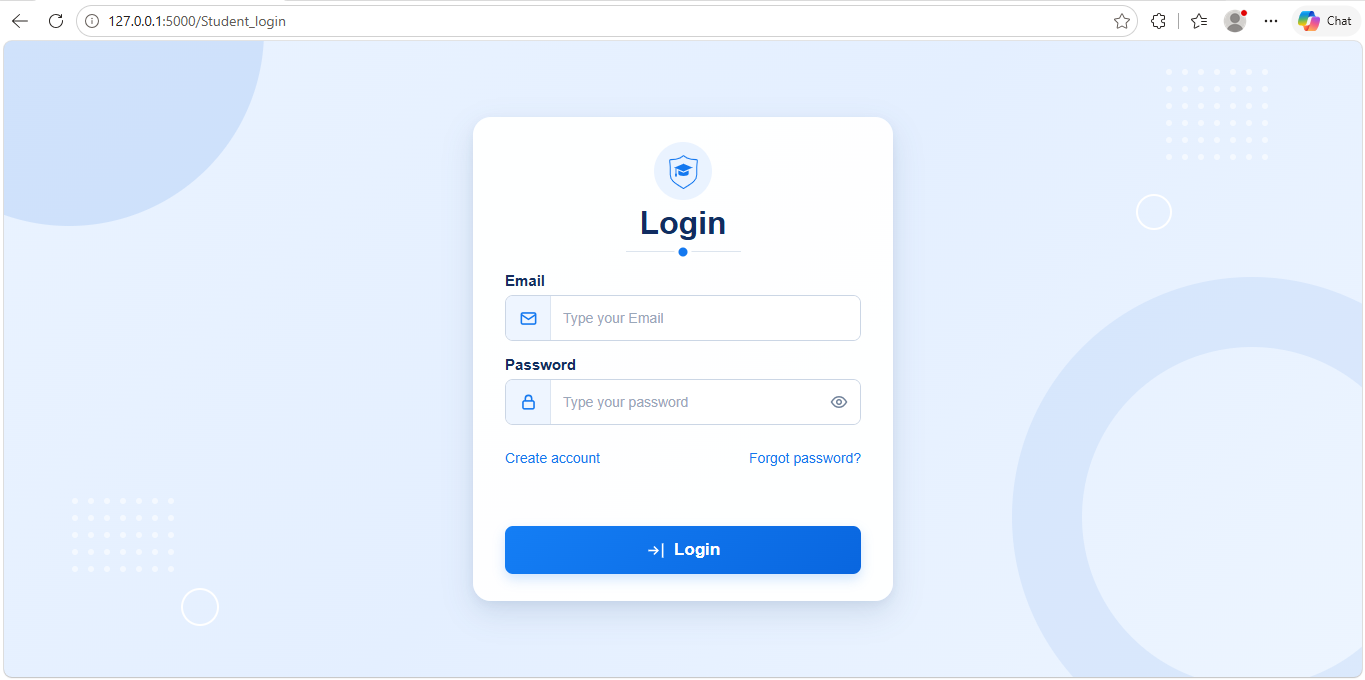 127.0.0.1:5000/Student_login
Chat
Login
Email
Type your Email
Password
Type your password
Create account Forgot password?
Login